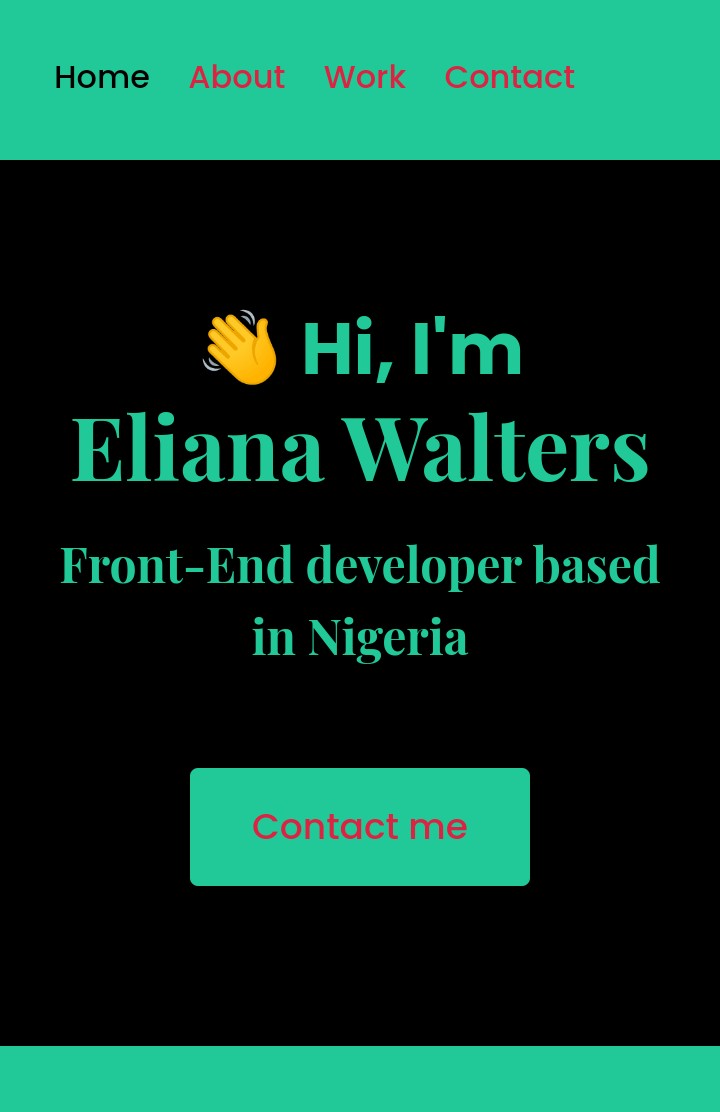 Home About Work Contact
👋 Hi, I'm
Eliana Walters
Front-End developer based
in Nigeria
Contact me